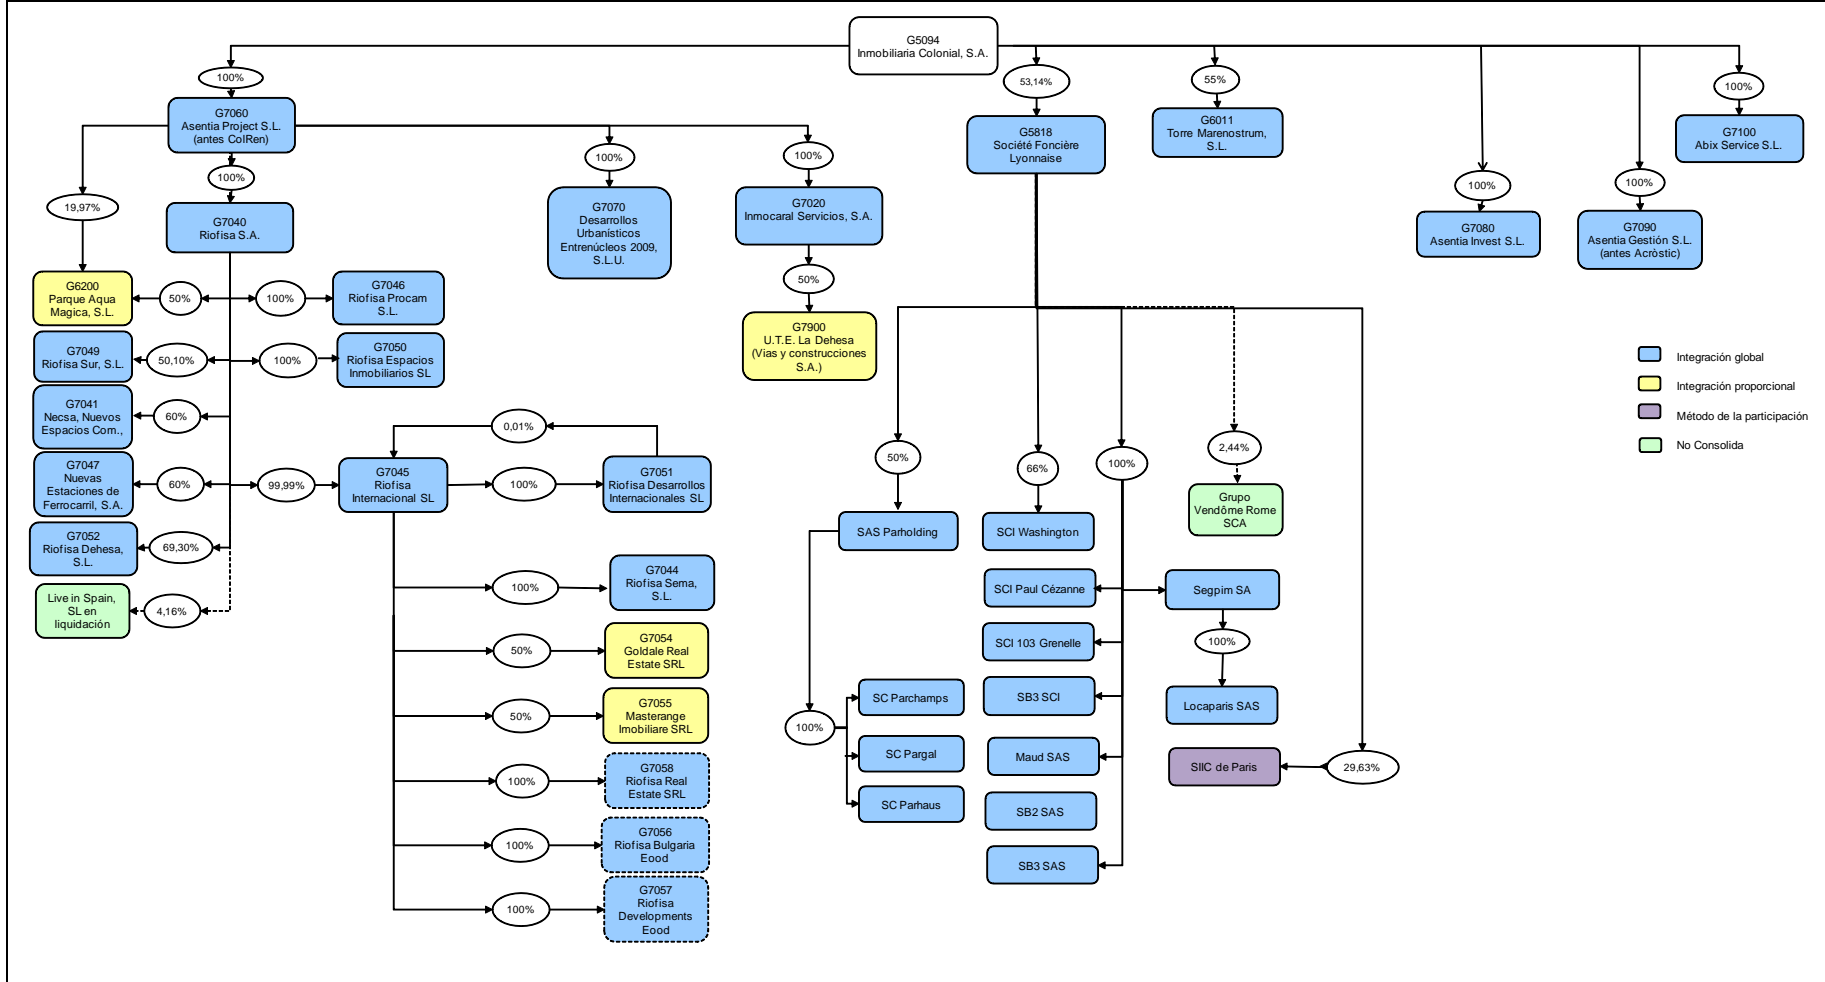 G5094
Inmobiliaria Colonial, S.A.
100%
53,14%
55%
100%
G7060
Asentia Project S.L.
(antes ColRen)
G5818
Société Foncière
Lyonnaise
G6011
Torre Marenostrum,
S.L.
G7100
Abix Service S.L.
100%
100%
100%
100%
100%
19,97%
G7040
Riofisa S.A.
G7070
Desarrollos
Urbanísticos
Entrenúcleos 2009,
S.L.U.
G7020
Inmocaral Servicios, S.A.
G7080
Asentia Invest S.L.
G7090
Asentia Gestión S.L.
(antes Acròstic)
G6200
Parque Aqua
Magica, S.L.
50%
100%
G7046
Riofisa Procam
S.L.
50%
G7900
U.T.E. La Dehesa
(Vias y construcciones
S.A.)
G7049
Riofisa Sur, S.L.
50,10%
100%
G7050
Riofisa Espacios
Inmobiliarios SL
Integración global
Integración proporcional
Método de la participación
No Consolida
G7041
Necsa, Nuevos
Espacios Com.,
60%
0,01%
G7047
Nuevas
Estaciones de
Ferrocarril, S.A.
60%
99,99%
G7045
Riofisa
Internacional SL
100%
G7051
Riofisa Desarrollos
Internacionales SL
50%
66%
100%
2,44%
Grupo
Vendôme Rome
SCA
G7052
Riofisa Dehesa,
S.L.
69,30%
SAS Parholding
SCI Washington
Live in Spain,
SL en
liquidación
4,16%
100%
G7044
Riofisa Sema,
S.L.
SCI Paul Cézanne
Segpim SA
50%
G7054
Goldale Real
Estate SRL
SCI 103 Grenelle
100%
50%
G7055
Masterange
Imobiliare SRL
SC Parchamps
SB3 SCI
Locaparis SAS
100%
SC Pargal
Maud SAS
SIIC de Paris
29,63%
100%
G7058
Riofisa Real
Estate SRL
SC Parhaus
SB2 SAS
100%
G7056
Riofisa Bulgaria
Eood
SB3 SAS
100%
G7057
Riofisa
Developments
Eood